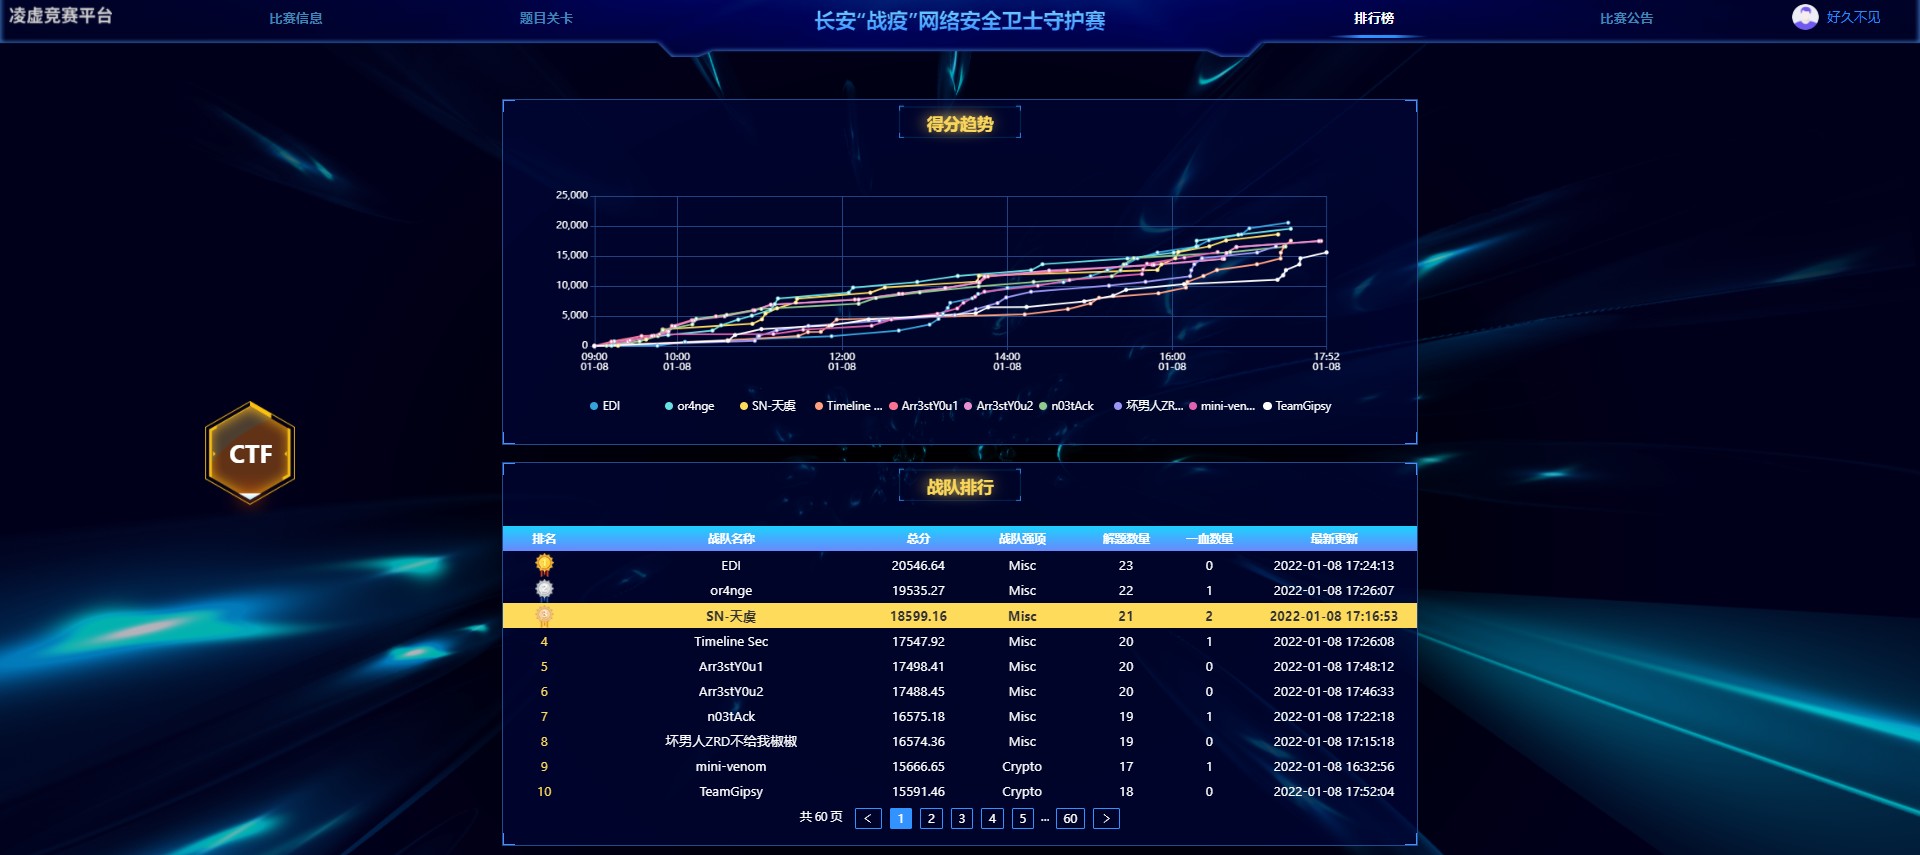 凌虚竞赛平台
比赛信息
题目关卡
长安“战疫”网络安全卫士守护赛
排行榜
比赛公告
好久不见
CTF
得分趋势
25,000
20,000
15,000
10,000
5,000
0
09:00 10:00 12:00 14:00 16:00 17:52
01-08 01-08 01-08 01-08 01-08 01-08
EDI or4nge SN-天虞 Timeline ... Arr3stY0u1 Arr3stY0u2 n03tAck 坏男人ZR... mini-ven... TeamGipsy
战队排行
排名 战队名称 总分 战队强项 解题数量 一血数量 最新更新
1 EDI 20546.64 Misc 23 0 2022-01-08 17:24:13
2 or4nge 19535.27 Misc 22 1 2022-01-08 17:26:07
3 SN-天虞 18599.16 Misc 21 2 2022-01-08 17:16:53
4 Timeline Sec 17547.92 Misc 20 1 2022-01-08 17:26:08
5 Arr3stY0u1 17498.41 Misc 20 0 2022-01-08 17:48:12
6 Arr3stY0u2 17488.45 Misc 20 0 2022-01-08 17:46:33
7 n03tAck 16575.18 Misc 19 1 2022-01-08 17:22:18
8 坏男人ZRD不给我椒椒 16574.36 Misc 19 0 2022-01-08 17:15:18
9 mini-venom 15666.65 Crypto 17 1 2022-01-08 16:32:56
10 TeamGipsy 15591.46 Crypto 18 0 2022-01-08 17:52:04
共 60 页 < 1 2 3 4 5 ... 60 >